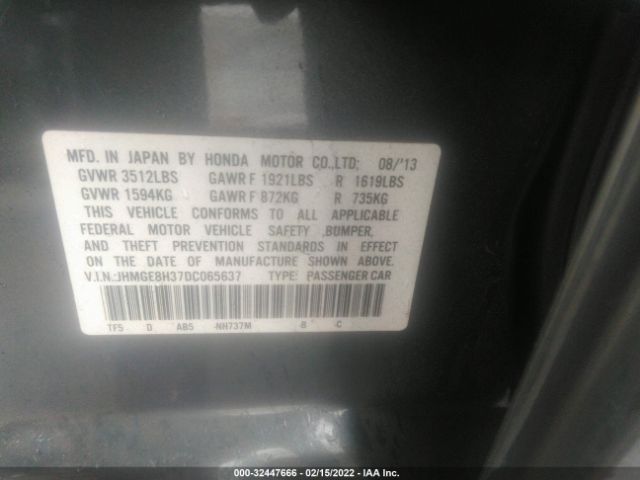 MFD. IN JAPAN BY HONDA MOTOR CO.,LTD; 08/'13
GVWR 3512LBS GAWR F 1921LBS R 1619LBS
GVWR 1594KG GAWR F 872KG R 735KG
THIS VEHICLE CONFORMS TO ALL APPLICABLE
FEDERAL MOTOR VEHICLE SAFETY ,BUMPER,
AND THEFT PREVENTION STANDARDS IN EFFECT
ON THE DATE OF MANUFACTURE SHOWN ABOVE.
V.I.N.:JHMGE8H37DC065637 TYPE: PASSENGER CAR
TF5 D AB5 -NH737M -B -C
000-32447666 - 02/15/2022 - IAA Inc.